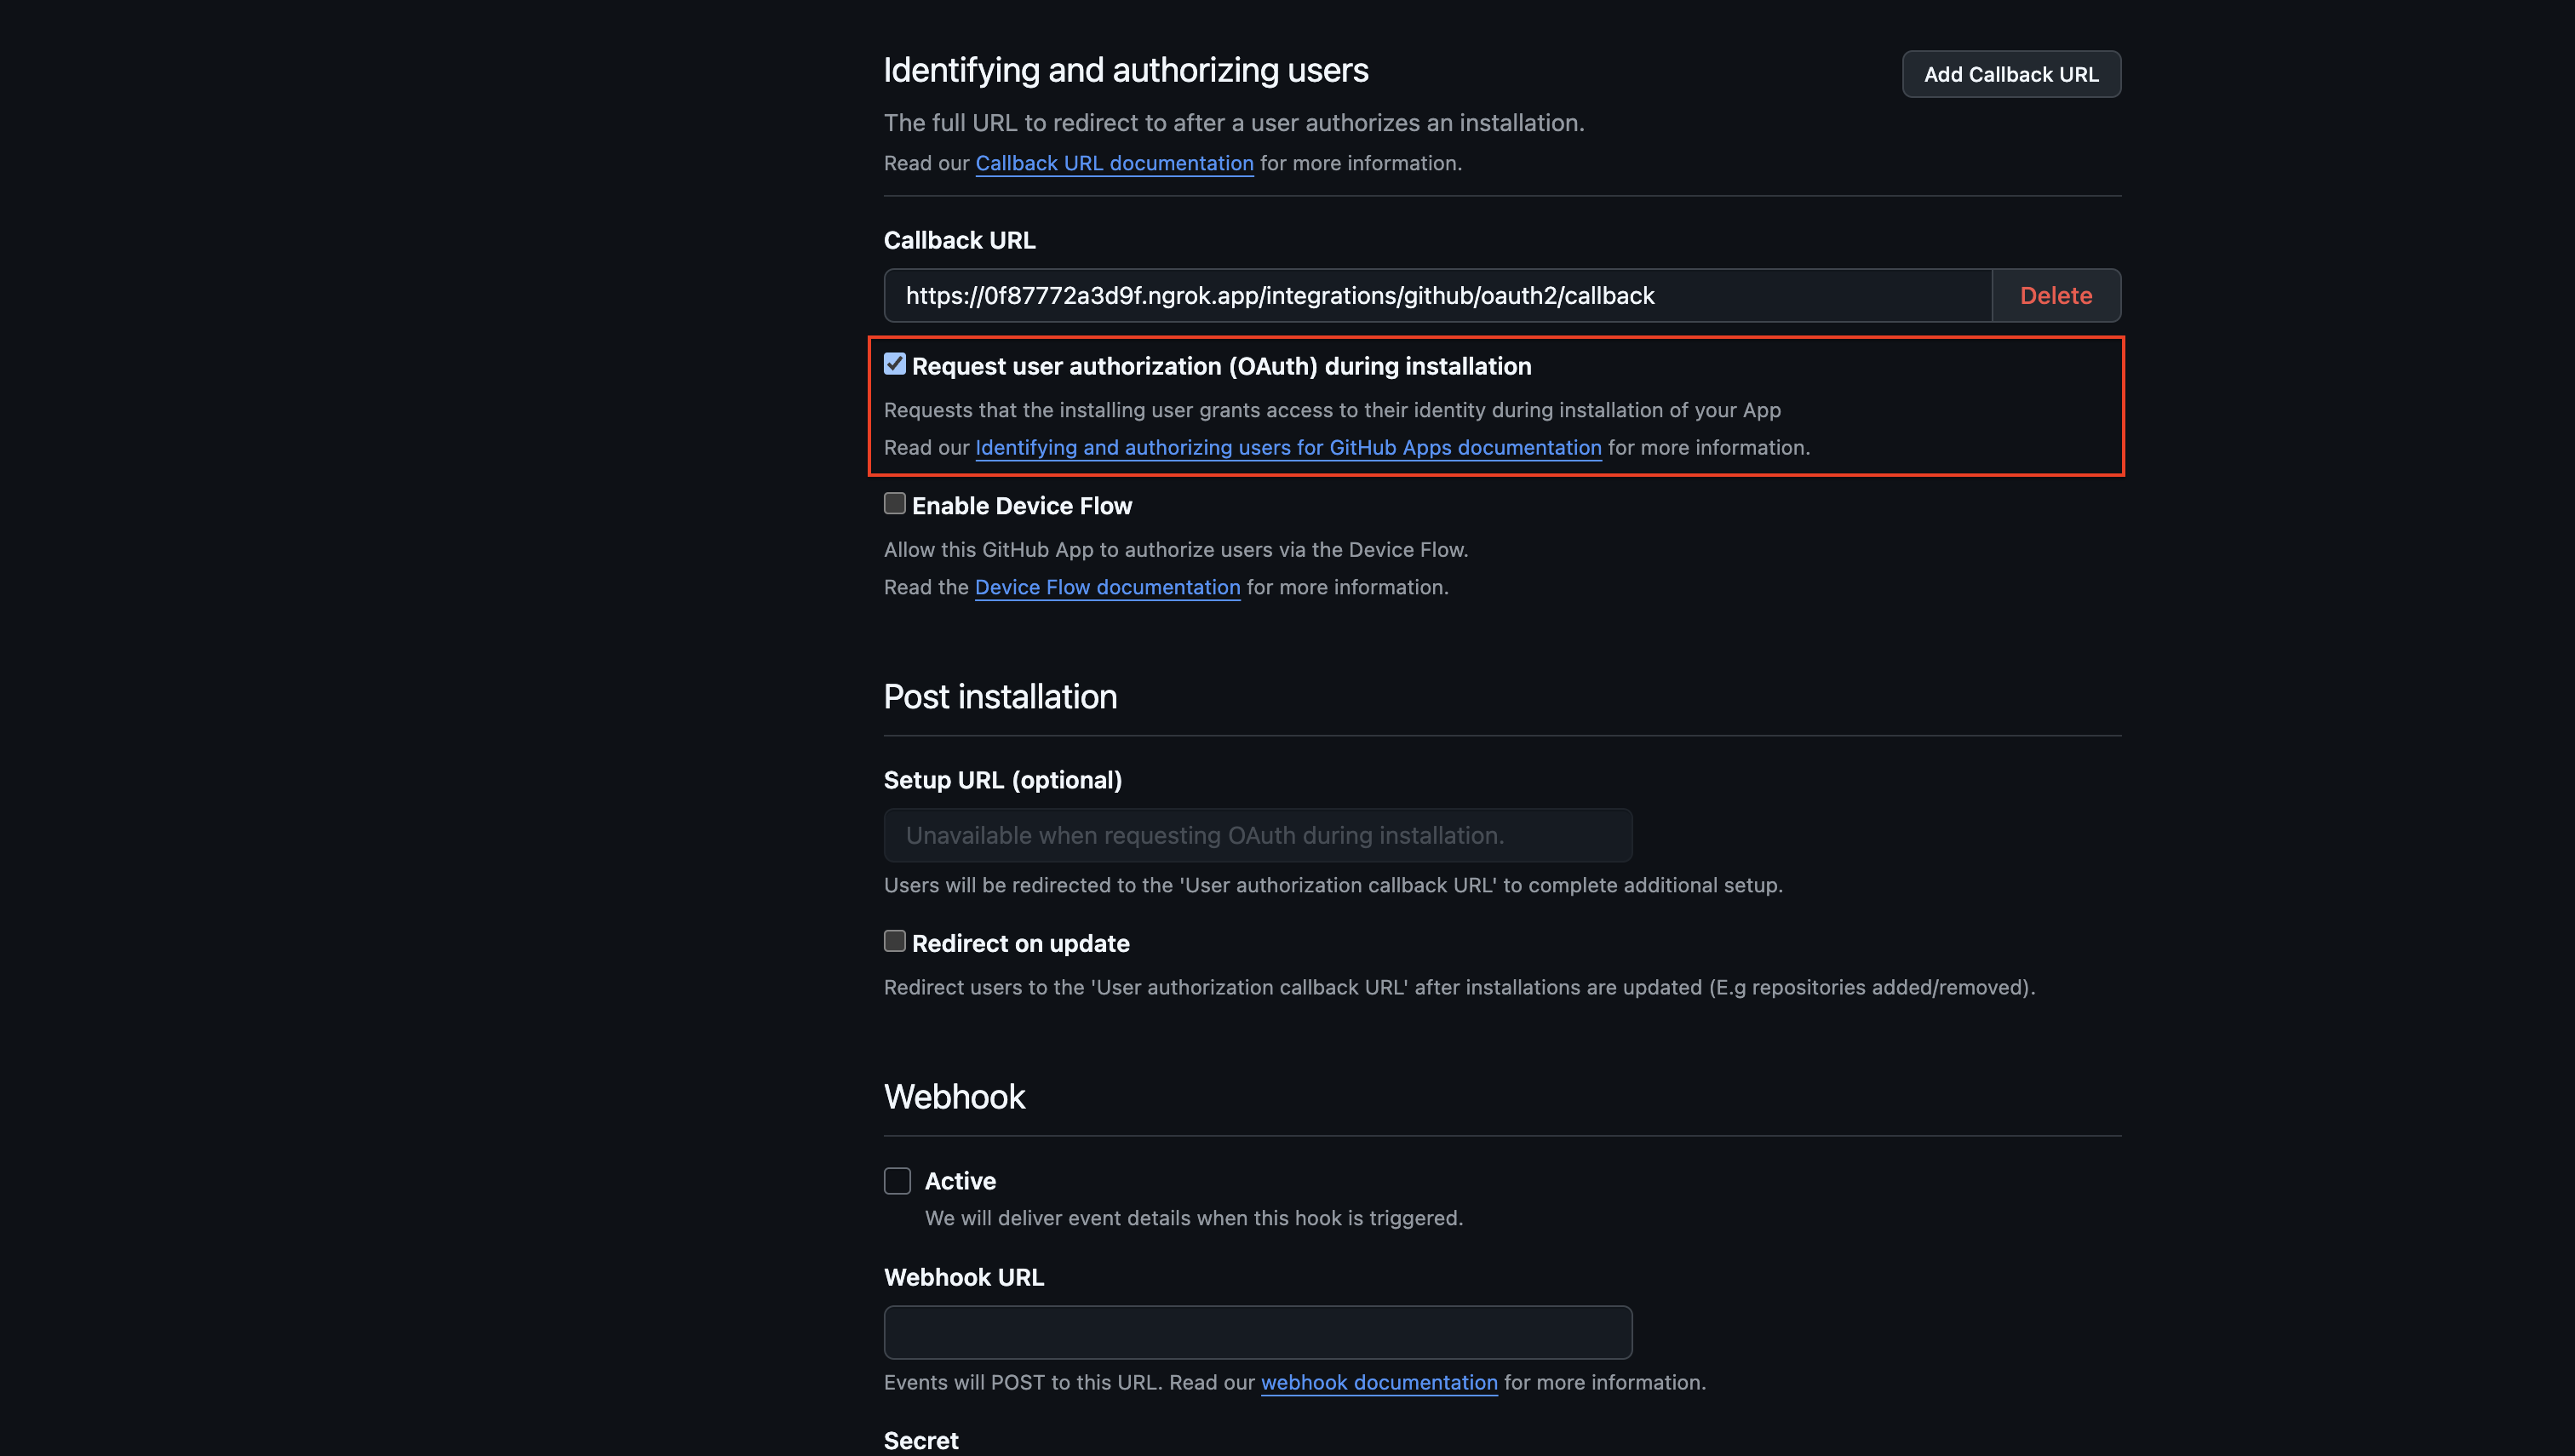 Identifying and authorizing users
Add Callback URL
The full URL to redirect to after a user authorizes an installation.
Read our Callback URL documentation for more information.
Callback URL
https://0f87772a3d9f.ngrok.app/integrations/github/oauth2/callback
Delete
Request user authorization (OAuth) during installation
Requests that the installing user grants access to their identity during installation of your App
Read our Identifying and authorizing users for GitHub Apps documentation for more information.
Enable Device Flow
Allow this GitHub App to authorize users via the Device Flow.
Read the Device Flow documentation for more information.
Post installation
Setup URL (optional)
Unavailable when requesting OAuth during installation.
Users will be redirected to the 'User authorization callback URL' to complete additional setup.
Redirect on update
Redirect users to the 'User authorization callback URL' after installations are updated (E.g repositories added/removed).
Webhook
Active
We will deliver event details when this hook is triggered.
Webhook URL
Events will POST to this URL. Read our webhook documentation for more information.
Secret